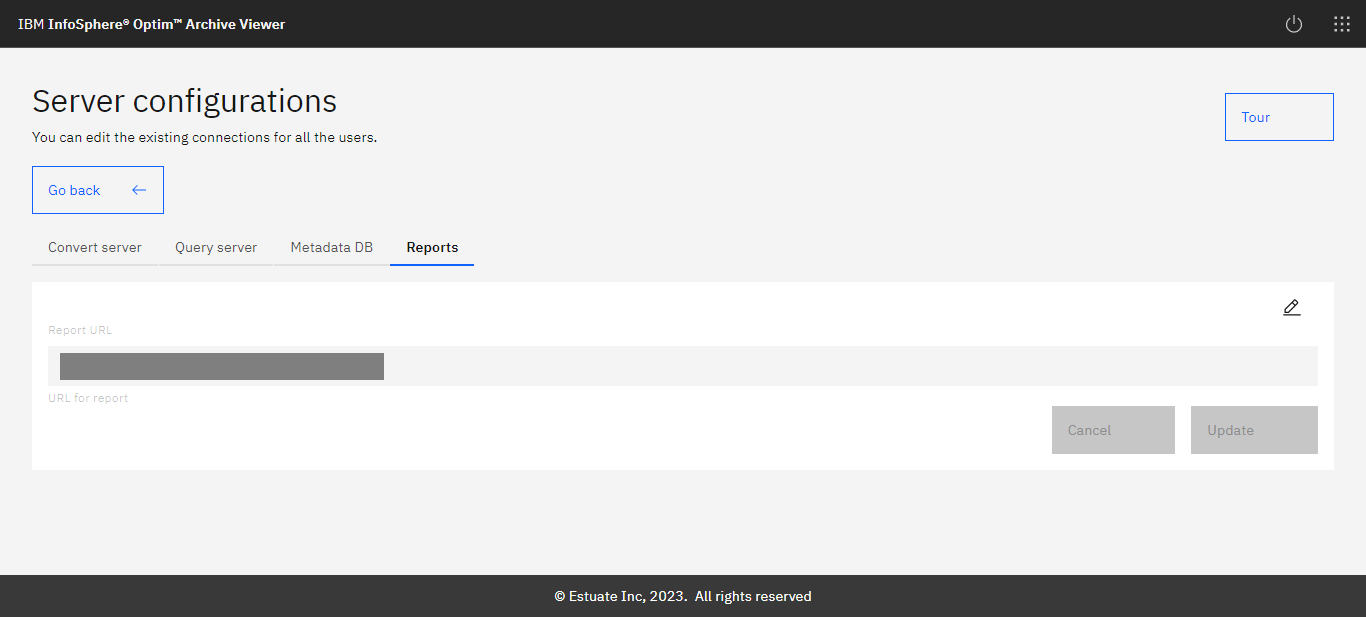 IBM InfoSphere® Optim™ Archive Viewer
Server configurations
You can edit the existing connections for all the users.
Tour
Go back
Convert server Query server Metadata DB Reports
Report URL
URL for report
Cancel Update
© Estuate Inc, 2023. All rights reserved